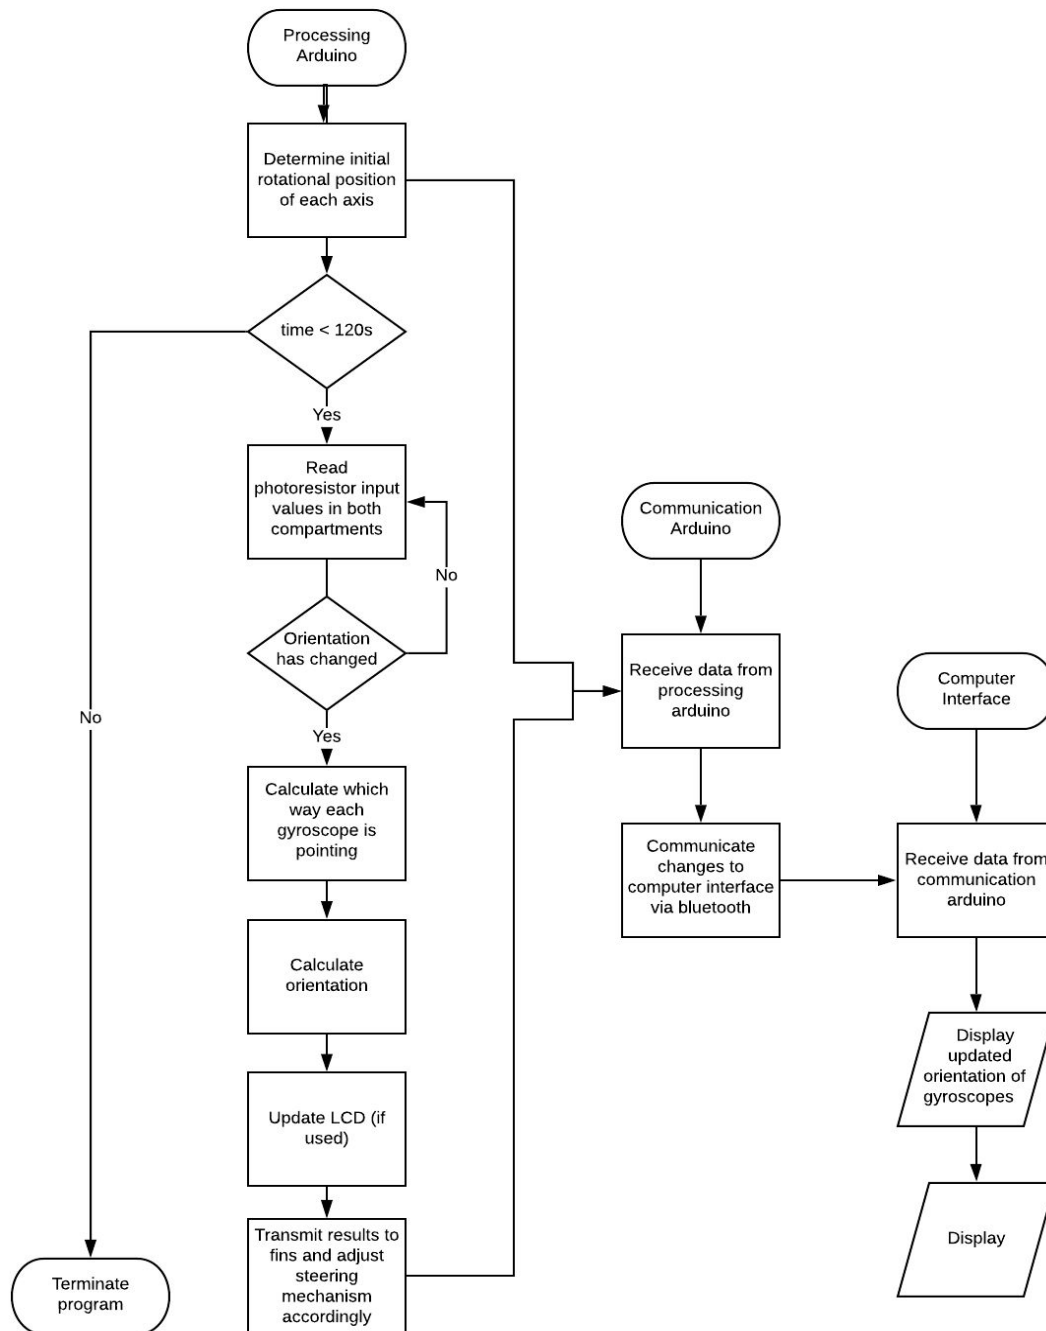 Processing
Arduino
Determine initial
rotational position
of each axis
time < 120s
Yes
Read
photoresistor input
values in both
compartments
No
Orientation
has changed
No
Yes
Calculate which
way each
gyroscope is
pointing
Calculate
orientation
Update LCD (if
used)
Transmit results to
fins and adjust
steering
mechanism
accordingly
Terminate
program
Communication
Arduino
Receive data from
processing
arduino
Communicate
changes to
computer interface
via bluetooth
Computer
Interface
Receive data from
communication
arduino
Display
updated
orientation of
gyroscopes
Display